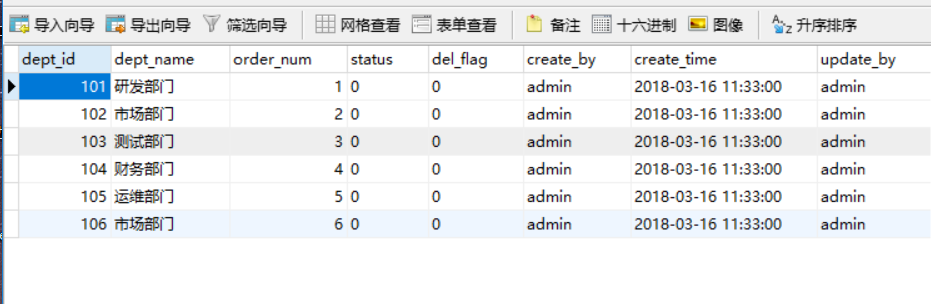 导入向导 导出向导 筛选向导 网格查看 表单查看 备注 十六进制 图像 升序排序
dept_id dept_name order_num status del_flag create_by create_time update_by
101 研发部门 1 0 0 admin 2018-03-16 11:33:00 admin
102 市场部门 2 0 0 admin 2018-03-16 11:33:00 admin
103 测试部门 3 0 0 admin 2018-03-16 11:33:00 admin
104 财务部门 4 0 0 admin 2018-03-16 11:33:00 admin
105 运维部门 5 0 0 admin 2018-03-16 11:33:00 admin
106 市场部门 6 0 0 admin 2018-03-16 11:33:00 admin